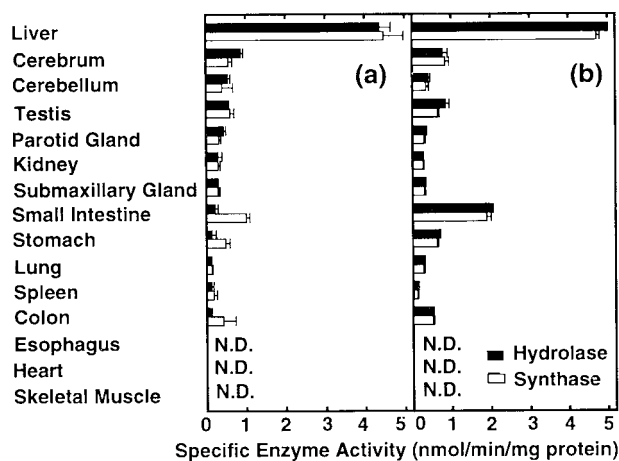 Liver
Cerebrum
Cerebellum
Testis
Parotid Gland
Kidney
Submaxillary Gland
Small Intestine
Stomach
Lung
Spleen
Colon
Esophagus
Heart
Skeletal Muscle
(a)
N.D.
N.D.
N.D.
0 1 2 3 4 5
(b)
N.D.
N.D.
N.D.
Hydrolase
Synthase
0 1 2 3 4 5
Specific Enzyme Activity (nmol/min/mg protein)